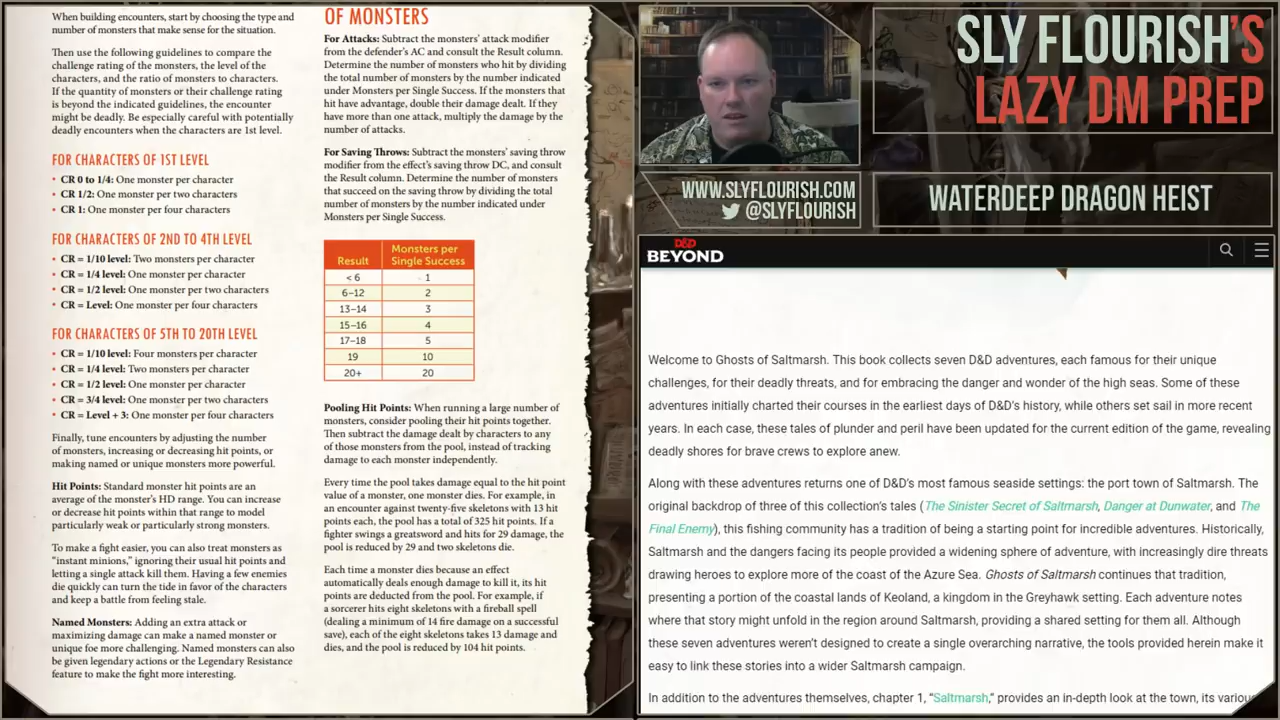 When building encounters, start by choosing the type and
number of monsters that make sense for the situation.
Then use the following guidelines to compare the
challenge rating of the monsters, the level of the
characters, and the ratio of monsters to characters.
If the quantity of monsters or their challenge rating
is beyond the indicated guidelines, the encounter
might be deadly. Be especially careful with potentially
deadly encounters when the characters are 1st level.
FOR CHARACTERS OF 1ST LEVEL
• CR 0 to 1/4: One monster per character
• CR 1/2: One monster per two characters
• CR 1: One monster per four characters
FOR CHARACTERS OF 2ND TO 4TH LEVEL
• CR = 1/10 level: Two monsters per character
• CR = 1/4 level: One monster per character
• CR = 1/2 level: One monster per two characters
• CR = Level: One monster per four characters
FOR CHARACTERS OF 5TH TO 20TH LEVEL
• CR = 1/10 level: Four monsters per character
• CR = 1/4 level: Two monsters per character
• CR = 1/2 level: One monster per character
• CR = 3/4 level: One monster per two characters
• CR = Level + 3: One monster per four characters
Finally, tune encounters by adjusting the number
of monsters, increasing or decreasing hit points, or
making named or unique monsters more powerful.
Hit Points: Standard monster hit points are an
average of the monster's HD range. You can increase
or decrease hit points within that range to model
particularly weak or particularly strong monsters.
To make a fight easier, you can also treat monsters as
"instant minions," ignoring their usual hit points and
letting a single attack kill them. Having a few enemies
die quickly can turn the tide in favor of the characters
and keep a battle from feeling stale.
Named Monsters: Adding an extra attack or
maximizing damage can make a named monster or
unique foe more challenging. Named monsters can also
be given legendary actions or the Legendary Resistance
feature to make the fight more interesting.
OF MONSTERS
For Attacks: Subtract the monsters' attack modifier
from the defender's AC and consult the Result column.
Determine the number of monsters who hit by dividing
the total number of monsters by the number indicated
under Monsters per Single Success. If the monsters that
hit have advantage, double their damage dealt. If they
have more than one attack, multiply the damage by the
number of attacks.
For Saving Throws: Subtract the monsters' saving throw
modifier from the effect's saving throw DC, and consult
the Result column. Determine the number of monsters
that succeed on the saving throw by dividing the total
number of monsters by the number indicated under
Monsters per Single Success.
Result Monsters per Single Success
< 6 1
6–12 2
13–14 3
15–16 4
17–18 5
19 10
20+ 20
Pooling Hit Points: When running a large number of
monsters, consider pooling their hit points together.
Then subtract the damage dealt by characters to any
of those monsters from the pool, instead of tracking
damage to each monster independently.
Every time the pool takes damage equal to the hit point
value of a monster, one monster dies. For example, in
an encounter against twenty-five skeletons with 13 hit
points each, the pool has a total of 325 hit points. If a
fighter swings a greatsword and hits for 29 damage, the
pool is reduced by 29 and two skeletons die.
Each time a monster dies because an effect
automatically deals enough damage to kill it, its hit
points are deducted from the pool. For example, if
a sorcerer hits eight skeletons with a fireball spell
(dealing a minimum of 14 fire damage on a successful
save), each of the eight skeletons takes 13 damage and
dies, and the pool is reduced by 104 hit points.
SLY FLOURISH'S
LAZY DM PREP
WWW.SLYFLOURISH.COM
@SLYFLOURISH
WATERDEEP DRAGON HEIST
D&D
BEYOND
Welcome to Ghosts of Saltmarsh. This book collects seven D&D adventures, each famous for their unique
challenges, for their deadly threats, and for embracing the danger and wonder of the high seas. Some of these
adventures initially charted their courses in the earliest days of D&D's history, while others set sail in more recent
years. In each case, these tales of plunder and peril have been updated for the current edition of the game, revealing
deadly shores for brave crews to explore anew.
Along with these adventures returns one of D&D's most famous seaside settings: the port town of Saltmarsh. The
original backdrop of three of this collection's tales (The Sinister Secret of Saltmarsh, Danger at Dunwater, and The
Final Enemy), this fishing community has a tradition of being a starting point for incredible adventures. Historically,
Saltmarsh and the dangers facing its people provided a widening sphere of adventure, with increasingly dire threats
drawing heroes to explore more of the coast of the Azure Sea. Ghosts of Saltmarsh continues that tradition,
presenting a portion of the coastal lands of Keoland, a kingdom in the Greyhawk setting. Each adventure notes
where that story might unfold in the region around Saltmarsh, providing a shared setting for them all. Although
these seven adventures weren't designed to create a single overarching narrative, the tools provided herein make it
easy to link these stories into a wider Saltmarsh campaign.
In addition to the adventures themselves, chapter 1, "Saltmarsh," provides an in-depth look at the town, its various